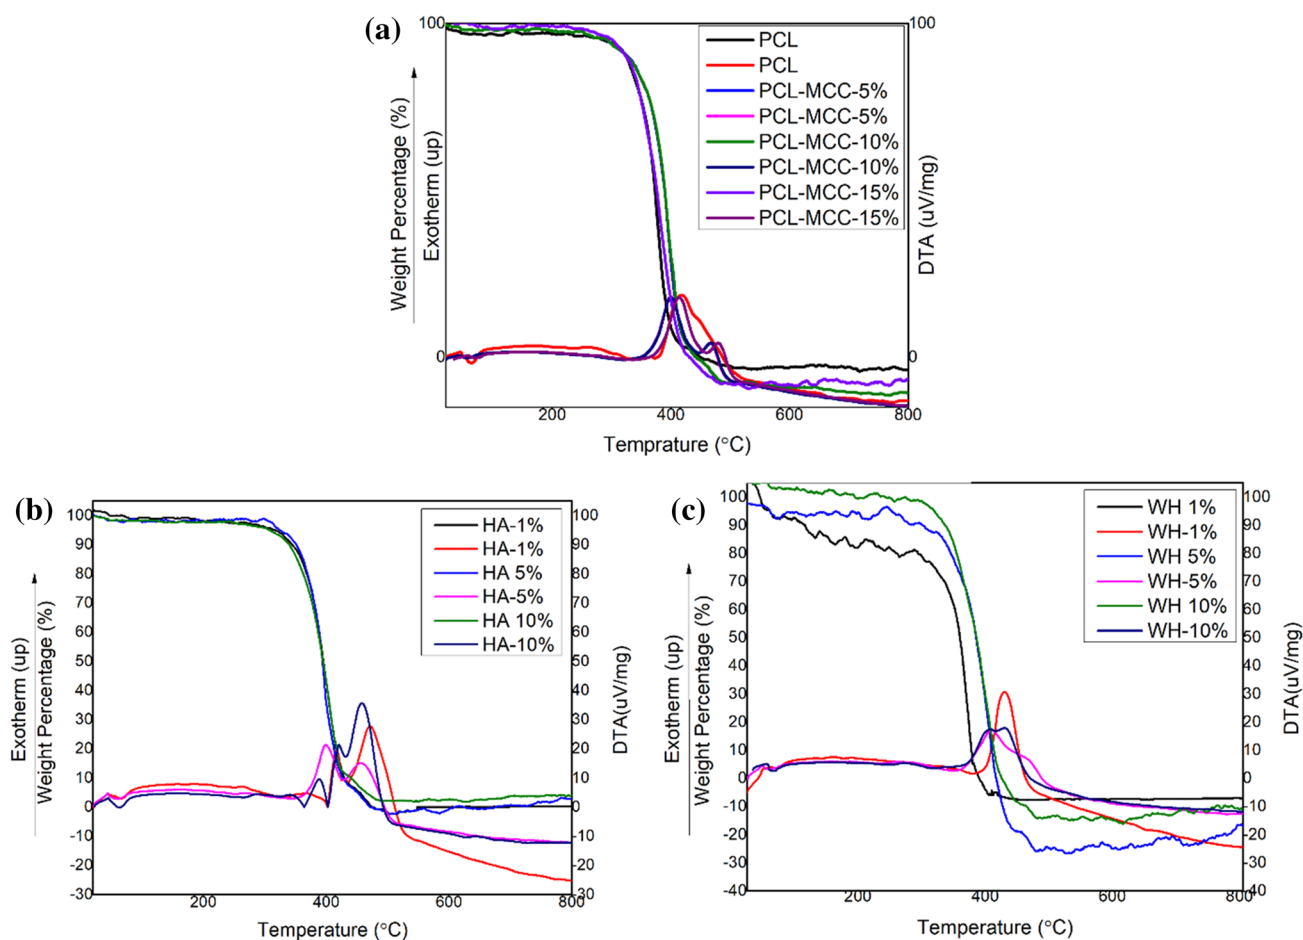 (a)
100
100
PCL
PCL
PCL-MCC-5%
PCL-MCC-5%
PCL-MCC-10%
PCL-MCC-10%
PCL-MCC-15%
PCL-MCC-15%
Weight Percentage (%)
Exotherm (up)
DTA (uV/mg)
0
0
200
400
600
800
Temprature (°C)
(b)
100
90
80
70
60
50
40
30
20
10
0
-10
-20
-30
Exotherm (up)
Weight Percentage (%)
HA-1%
HA-1%
HA 5%
HA-5%
HA 10%
HA-10%
100
90
80
70
60
50
40
30
20
10
0
-10
-20
-30
DTA(uV/mg)
200
400
600
800
Temperature (°C)
(c)
100
90
80
70
60
50
40
30
20
10
0
-10
-20
-30
-40
Exotherm (up)
Weight Percentage (%)
WH 1%
WH-1%
WH 5%
WH-5%
WH 10%
WH-10%
100
90
80
70
60
50
40
30
20
10
0
-10
-20
-30
40
DTA(uV/mg)
200
400
600
800
Temperature (°C)